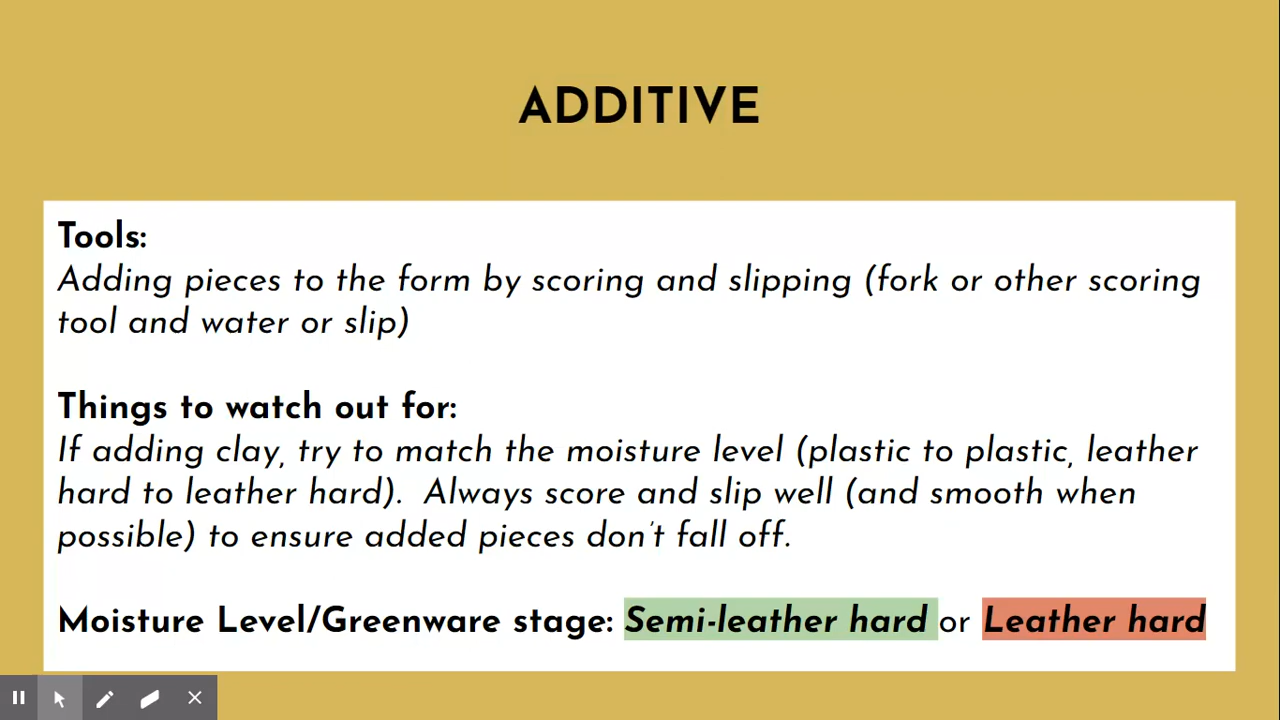 ADDITIVE
Tools:
Adding pieces to the form by scoring and slipping (fork or other scoring
tool and water or slip)
Things to watch out for:
If adding clay, try to match the moisture level (plastic to plastic, leather
hard to leather hard).  Always score and slip well (and smooth when
possible) to ensure added pieces don't fall off.
Moisture Level/Greenware stage: Semi-leather hard or Leather hard